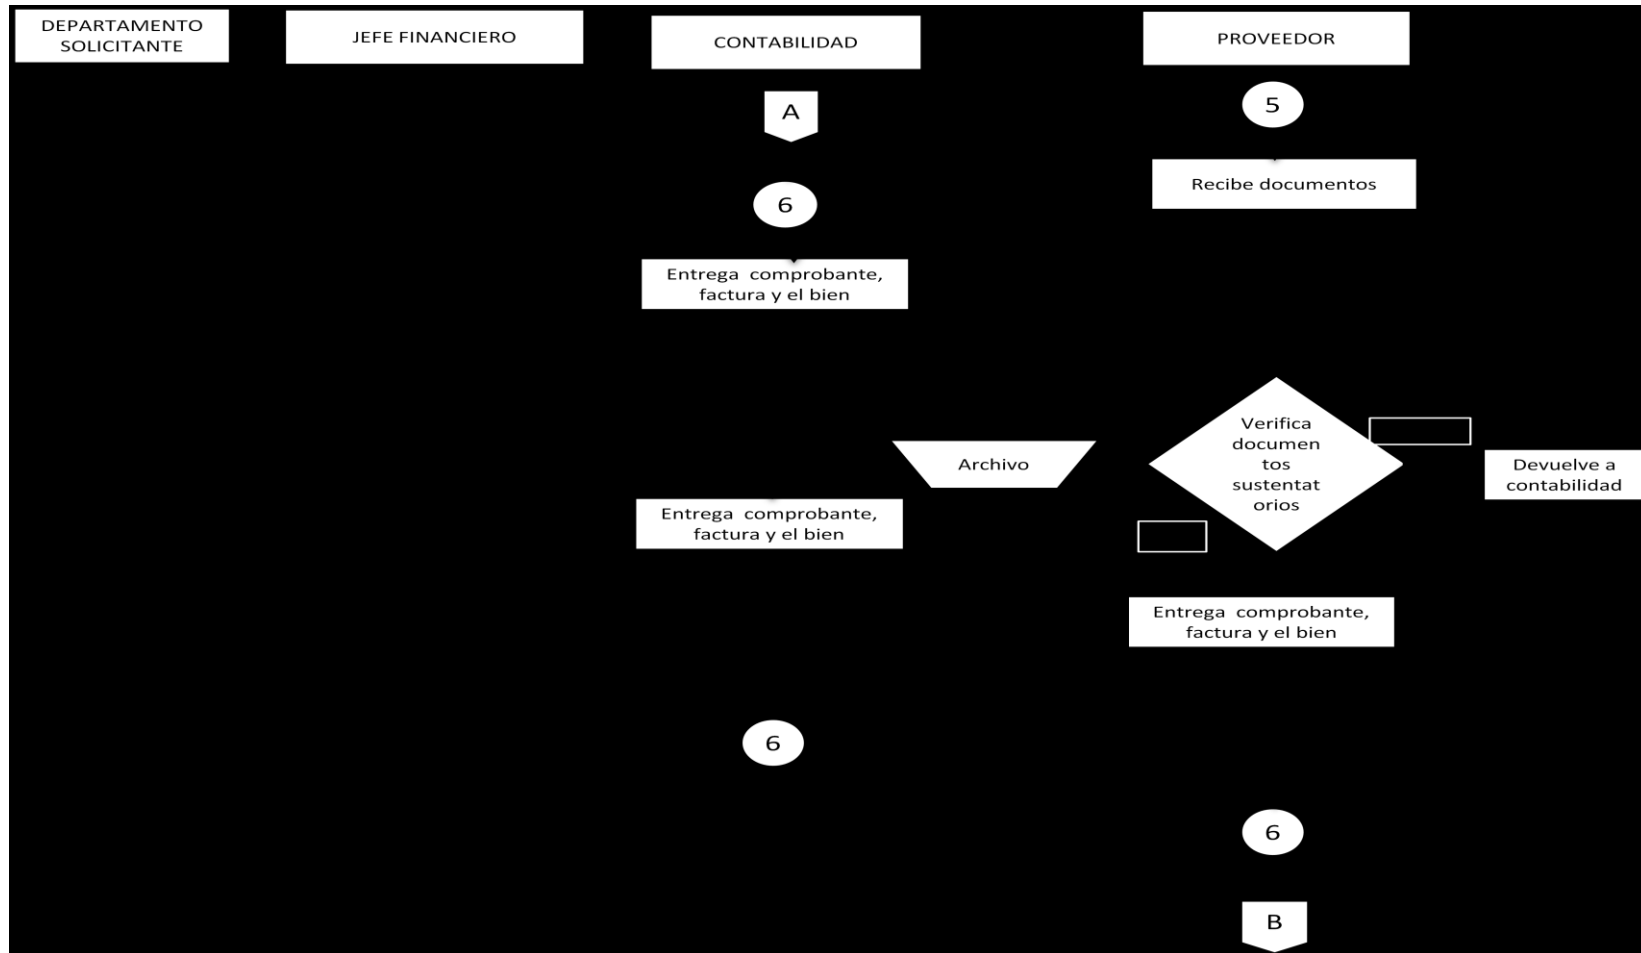 DEPARTAMENTO
SOLICITANTE
JEFE FINANCIERO
CONTABILIDAD
PROVEEDOR
A
5
Recibe documentos
6
Entrega comprobante,
factura y el bien
Verifica
documen
tos
sustentat
orios
Archivo
Devuelve a
contabilidad
Entrega comprobante,
factura y el bien
Entrega comprobante,
factura y el bien
6
6
B